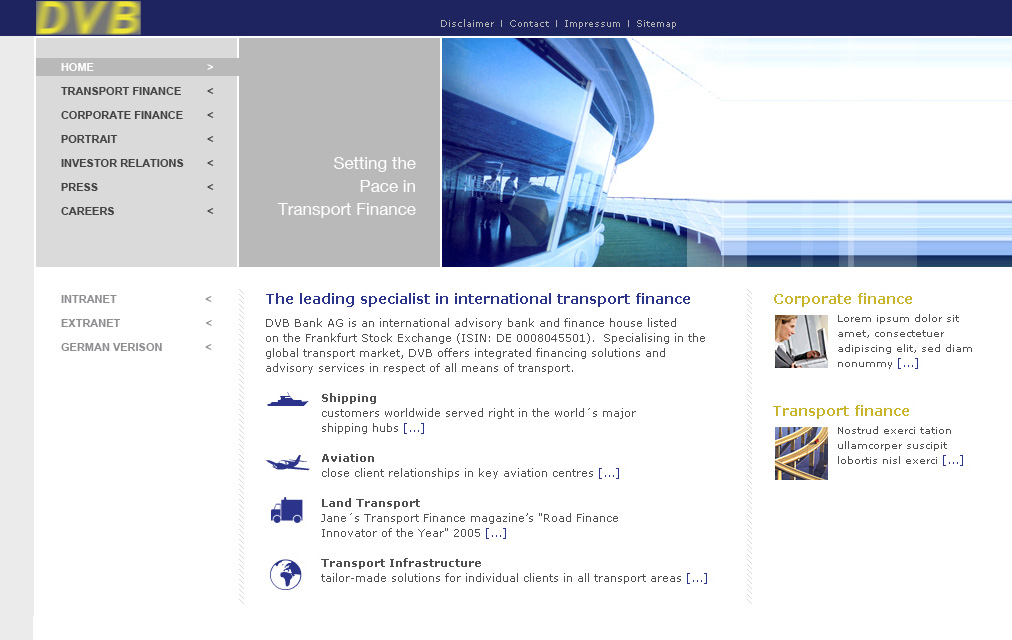 DVB
Disclaimer | Contact | Impressum | Sitemap
HOME >
TRANSPORT FINANCE <
CORPORATE FINANCE <
PORTRAIT <
INVESTOR RELATIONS <
PRESS <
CAREERS <
Setting the
Pace in
Transport Finance
INTRANET <
EXTRANET <
GERMAN VERISON <
The leading specialist in international transport finance
DVB Bank AG is an international advisory bank and finance house listed
on the Frankfurt Stock Exchange (ISIN: DE 0008045501).  Specialising in the
global transport market, DVB offers integrated financing solutions and
advisory services in respect of all means of transport.
Shipping
customers worldwide served right in the world´s major
shipping hubs [...]
Aviation
close client relationships in key aviation centres [...]
Land Transport
Jane´s Transport Finance magazine’s "Road Finance
Innovator of the Year" 2005 [...]
Transport Infrastructure
tailor-made solutions for individual clients in all transport areas [...]
Corporate finance
Lorem ipsum dolor sit
amet, consectetuer
adipiscing elit, sed diam
nonummy [...]
Transport finance
Nostrud exerci tation
ullamcorper suscipit
lobortis nisl exerci [...]